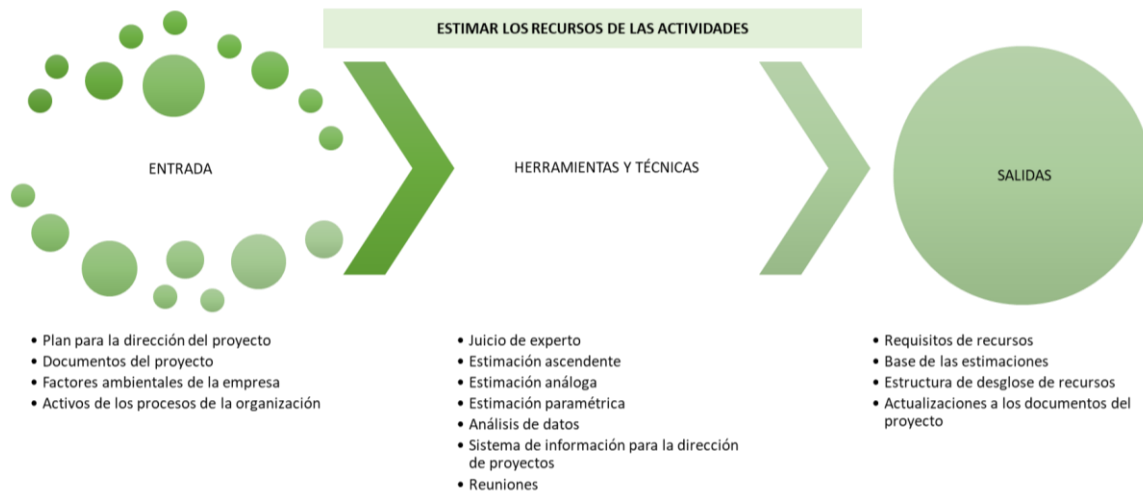 ESTIMAR LOS RECURSOS DE LAS ACTIVIDADES
ENTRADA
HERRAMIENTAS Y TÉCNICAS
SALIDAS
• Plan para la dirección del proyecto
• Documentos del proyecto
• Factores ambientales de la empresa
• Activos de los procesos de la organización
• Juicio de experto
• Estimación ascendente
• Estimación análoga
• Estimación paramétrica
• Análisis de datos
• Sistema de información para la dirección
de proyectos
• Reuniones
• Requisitos de recursos
• Base de las estimaciones
• Estructura de desglose de recursos
• Actualizaciones a los documentos del
proyecto